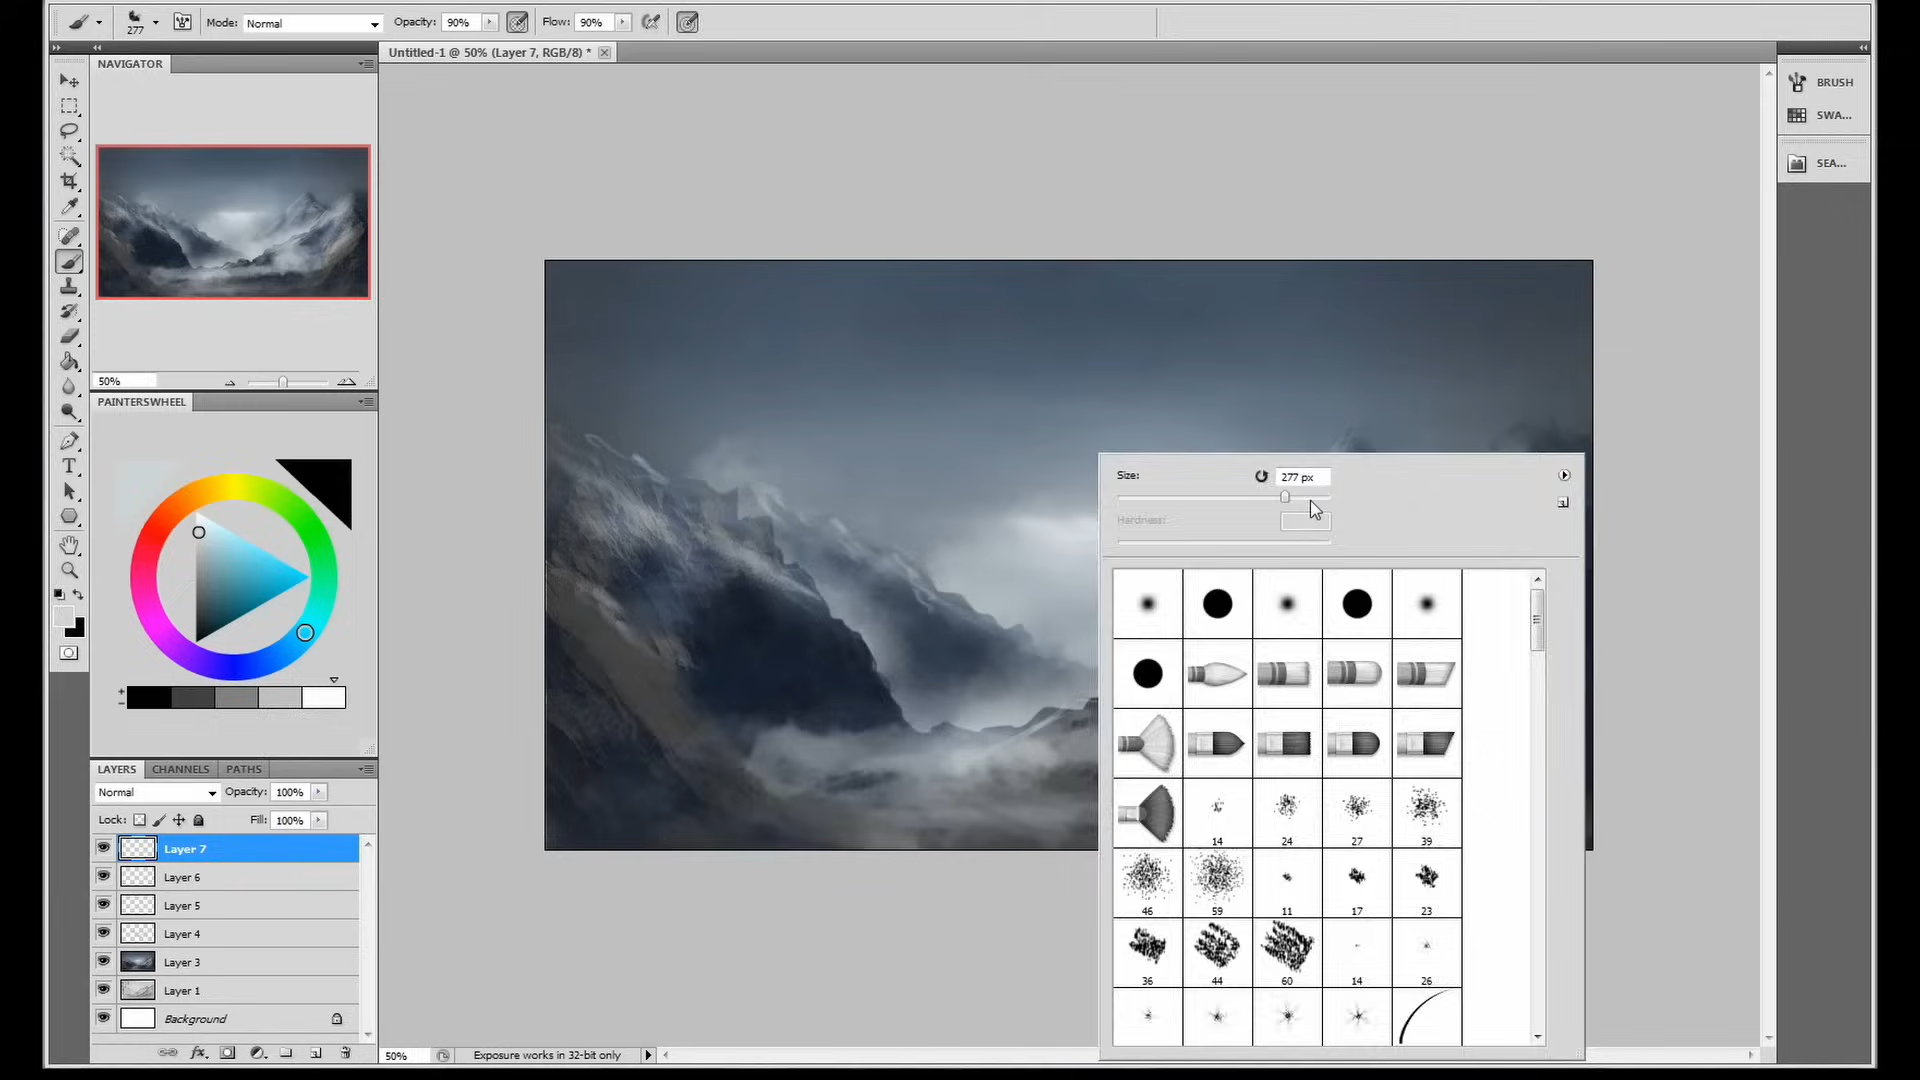 277 Mode: Normal Opacity: 90% Flow: 90%
Untitled-1 @ 50% (Layer 7, RGB/8) *
NAVIGATOR
50%
PAINTERSWHEEL
LAYERS CHANNELS PATHS
Normal Opacity: 100%
Lock: Fill: 100%
Layer 7
Layer 6
Layer 5
Layer 4
Layer 3
Layer 1
Background
50% Exposure works in 32-bit only
Size: 277 px
Hardness:
14 24 27 39
46 59 11 17 23
36 44 60 14 26
BRUSH
SWA...
SEA...